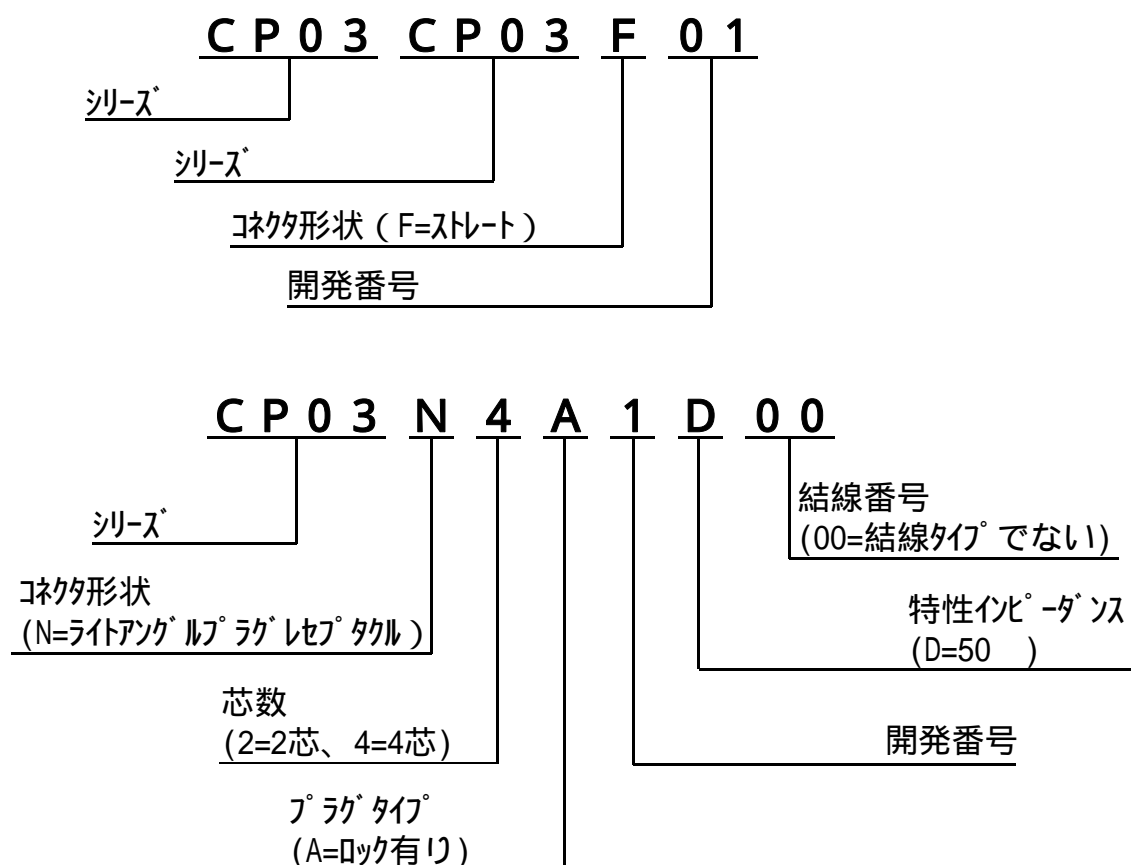 CP03 CP03 F 01
ｼﾘｰｽﾞ
ｼﾘｰｽﾞ
ｺﾈｸﾀ形状 ( F=ｽﾄﾚｰﾄ )
開発番号
CP03 N 4 A 1 D 00
結線番号
(00=結線ﾀｲﾌﾟでない)
ｼﾘｰｽﾞ
ｺﾈｸﾀ形状
(N=ﾗｲﾄｱﾝｸﾞﾙﾌﾟﾗｸﾞﾚｾﾌﾟﾀｸﾙ )
特性ｲﾝﾋﾟｰﾀﾞﾝｽ
(D=50 )
芯数
(2=2芯、4=4芯)
開発番号
ﾌﾟﾗｸﾞﾀｲﾌﾟ
(A=ﾛｯｸ有り)